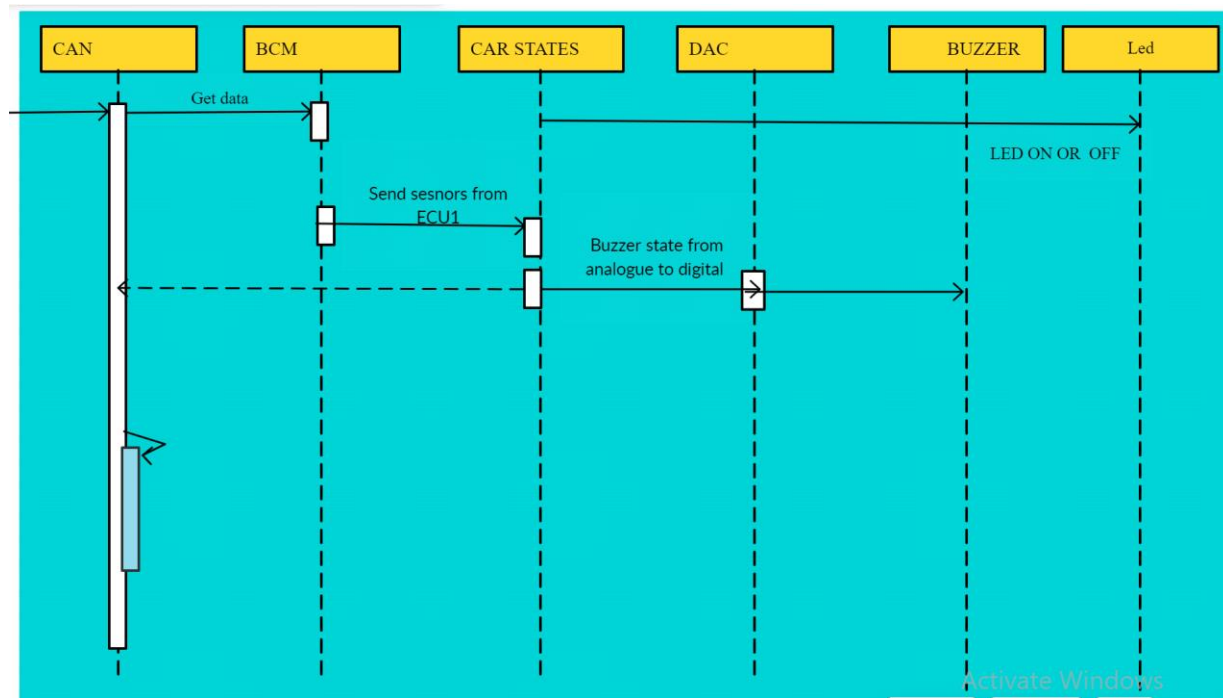 CAN
BCM
CAR STATES
DAC
BUZZER
Led
Get data
LED ON OR OFF
Send sesnors from
ECU1
Buzzer state from
analogue to digital
Activate Windows